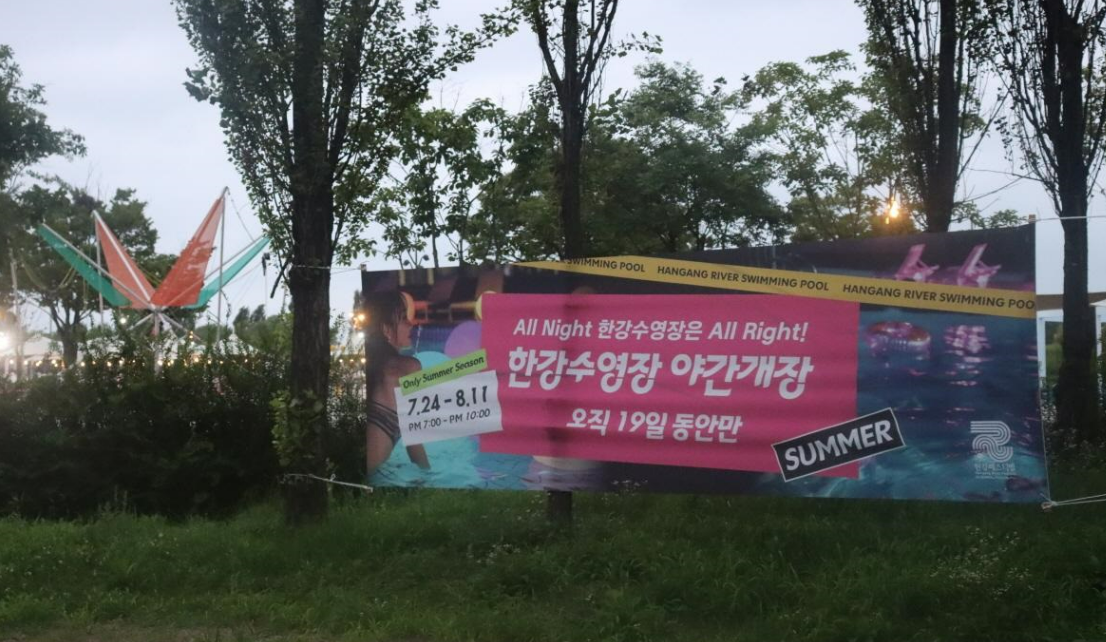 SWIMMING POOL HANGANG RIVER SWIMMING POOL HANGANG RIVER SWIMMING POO
All Night 한강수영장은 All Right!
한강수영장 야간개장
오직 19일 동안만
Only Summer Season
7.24 - 8.11
PM 7:00 - PM 10:00
SUMMER